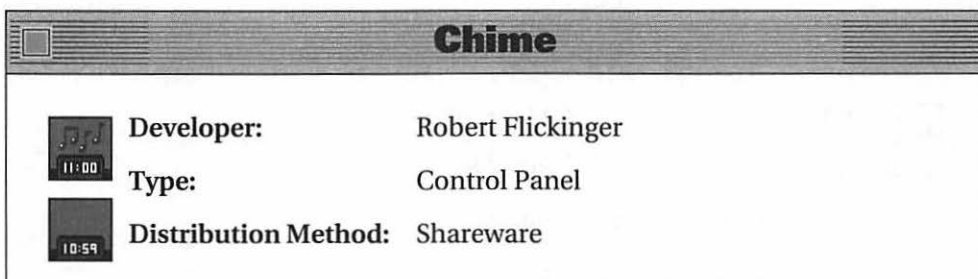 Chime
Developer: Robert Flickinger
11:00
Type: Control Panel
Distribution Method: Shareware
10:59